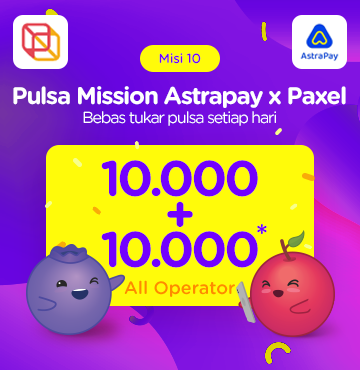 AstraPay
Misi 10
Pulsa Mission Astrapay x Paxel
Bebas tukar pulsa setiap hari
10.000
+
10.000*
All Operator